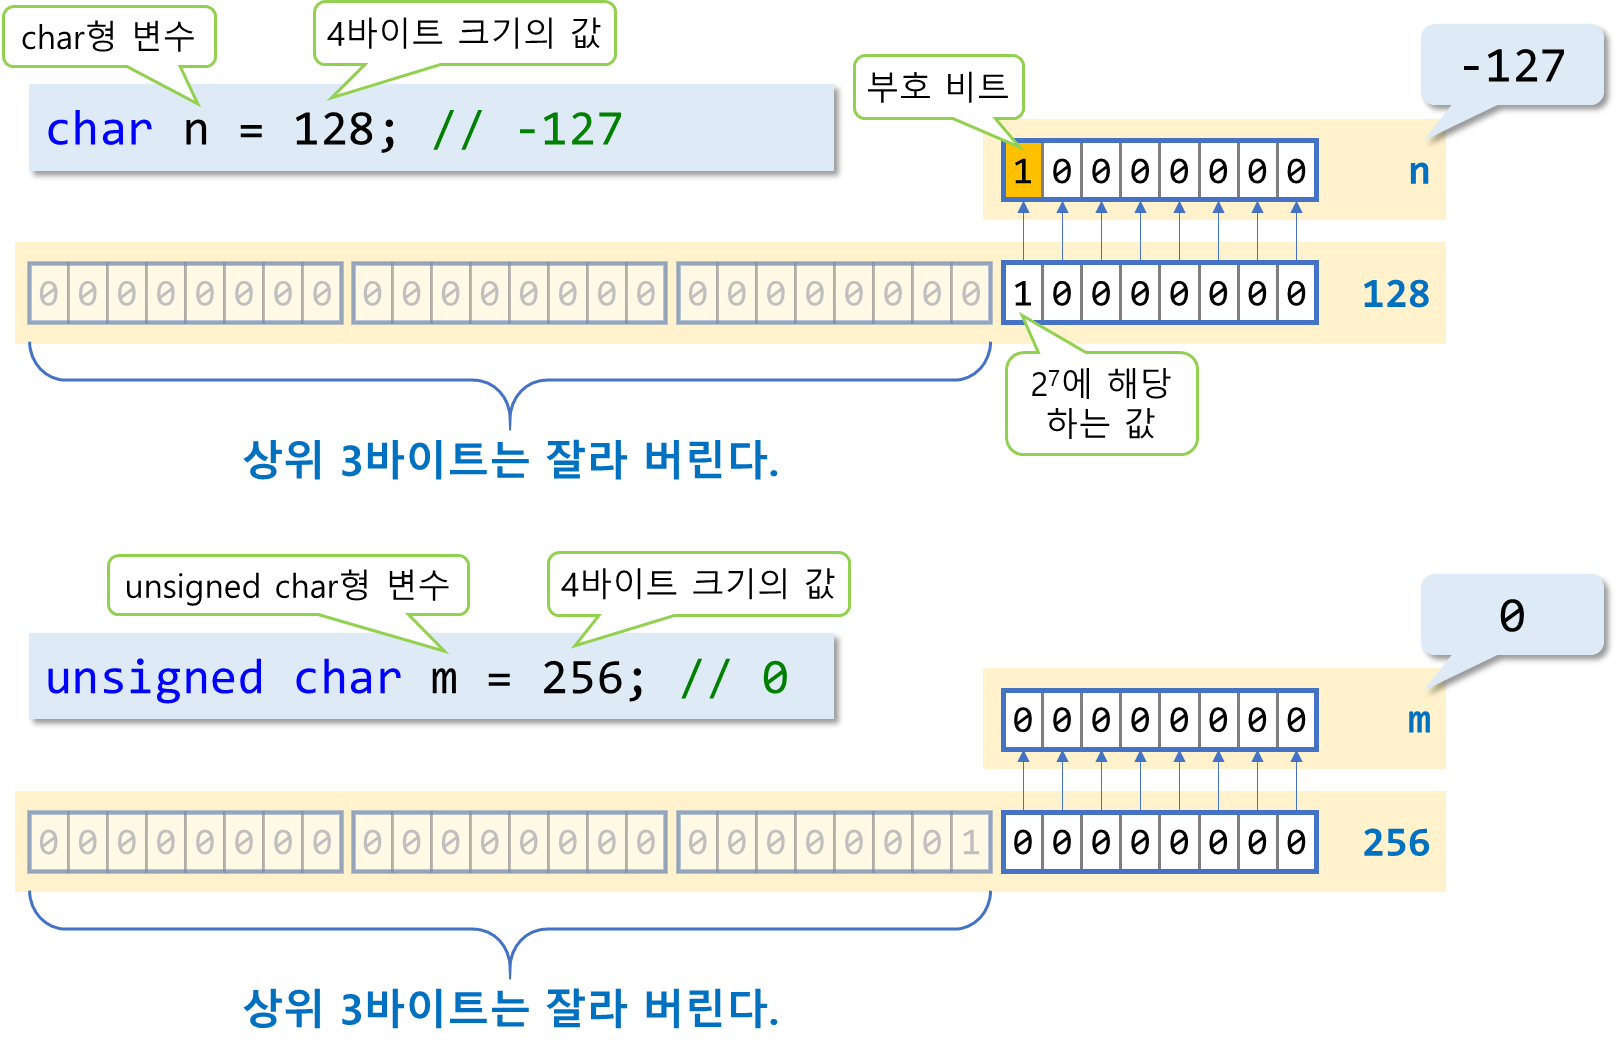 char형 변수
4바이트 크기의 값
char n = 128; // -127
부호 비트
-127
1 0 0 0 0 0 0 0 n
0 0 0 0 0 0 0 0 0 0 0 0 0 0 0 0 0 0 0 0 0 0 0 0 1 0 0 0 0 0 0 0 128
2⁷에 해당
하는 값
상위 3바이트는 잘라 버린다.
unsigned char형 변수
4바이트 크기의 값
unsigned char m = 256; // 0
0
0 0 0 0 0 0 0 0 m
0 0 0 0 0 0 0 0 0 0 0 0 0 0 0 0 0 0 0 0 0 0 0 1 0 0 0 0 0 0 0 0 256
상위 3바이트는 잘라 버린다.